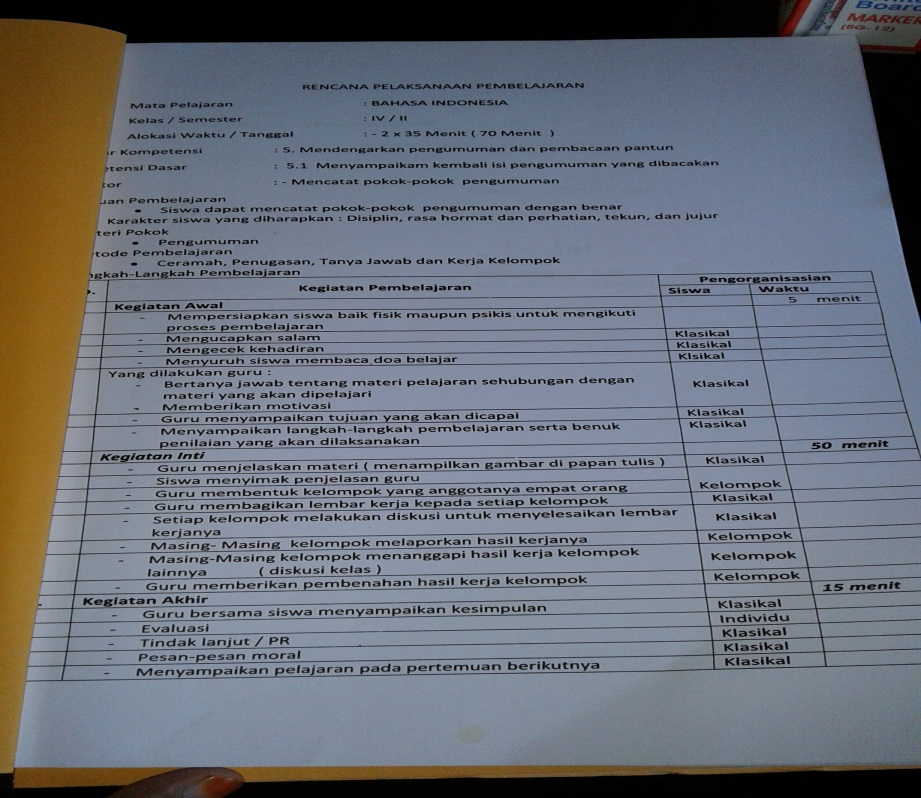 Board
MARKER
(BG-12)
RENCANA PELAKSANAAN PEMBELAJARAN
Mata Pelajaran : BAHASA INDONESIA
Kelas / Semester : IV / II
Alokasi Waktu / Tanggal : - 2 x 35 Menit ( 70 Menit )
r Kompetensi : 5. Mendengarkan pengumuman dan pembacaan pantun
etensi Dasar : 5.1 Menyampaikam kembali isi pengumuman yang dibacakan
tor : - Mencatat pokok-pokok pengumuman
uan Pembelajaran
• Siswa dapat mencatat pokok-pokok pengumuman dengan benar
Karakter siswa yang diharapkan : Disiplin, rasa hormat dan perhatian, tekun, dan jujur
teri Pokok
• Pengumuman
tode Pembelajaran
• Ceramah, Penugasan, Tanya Jawab dan Kerja Kelompok
ngkah-Langkah Pembelajaran
Kegiatan Pembelajaran Pengorganisasian
Siswa Waktu
Kegiatan Awal 5 menit
- Mempersiapkan siswa baik fisik maupun psikis untuk mengikuti
proses pembelajaran
- Mengucapkan salam Klasikal
- Mengecek kehadiran Klasikal
- Menyuruh siswa membaca doa belajar Klsikal
Yang dilakukan guru :
- Bertanya jawab tentang materi pelajaran sehubungan dengan Klasikal
materi yang akan dipelajari
- Memberikan motivasi
- Guru menyampaikan tujuan yang akan dicapai Klasikal
- Menyampaikan langkah-langkah pembelajaran serta benuk Klasikal
penilaian yang akan dilaksanakan
Kegiatan Inti 50 menit
- Guru menjelaskan materi ( menampilkan gambar di papan tulis ) Klasikal
- Siswa menyimak penjelasan guru
- Guru membentuk kelompok yang anggotanya empat orang Kelompok
- Guru membagikan lembar kerja kepada setiap kelompok Klasikal
- Setiap kelompok melakukan diskusi untuk menyelesaikan lembar Klasikal
kerjanya
- Masing- Masing kelompok melaporkan hasil kerjanya Kelompok
- Masing-Masing kelompok menanggapi hasil kerja kelompok Kelompok
lainnya ( diskusi kelas )
- Guru memberikan pembenahan hasil kerja kelompok Kelompok
Kegiatan Akhir 15 menit
- Guru bersama siswa menyampaikan kesimpulan Klasikal
- Evaluasi Individu
- Tindak lanjut / PR Klasikal
- Pesan-pesan moral Klasikal
- Menyampaikan pelajaran pada pertemuan berikutnya Klasikal